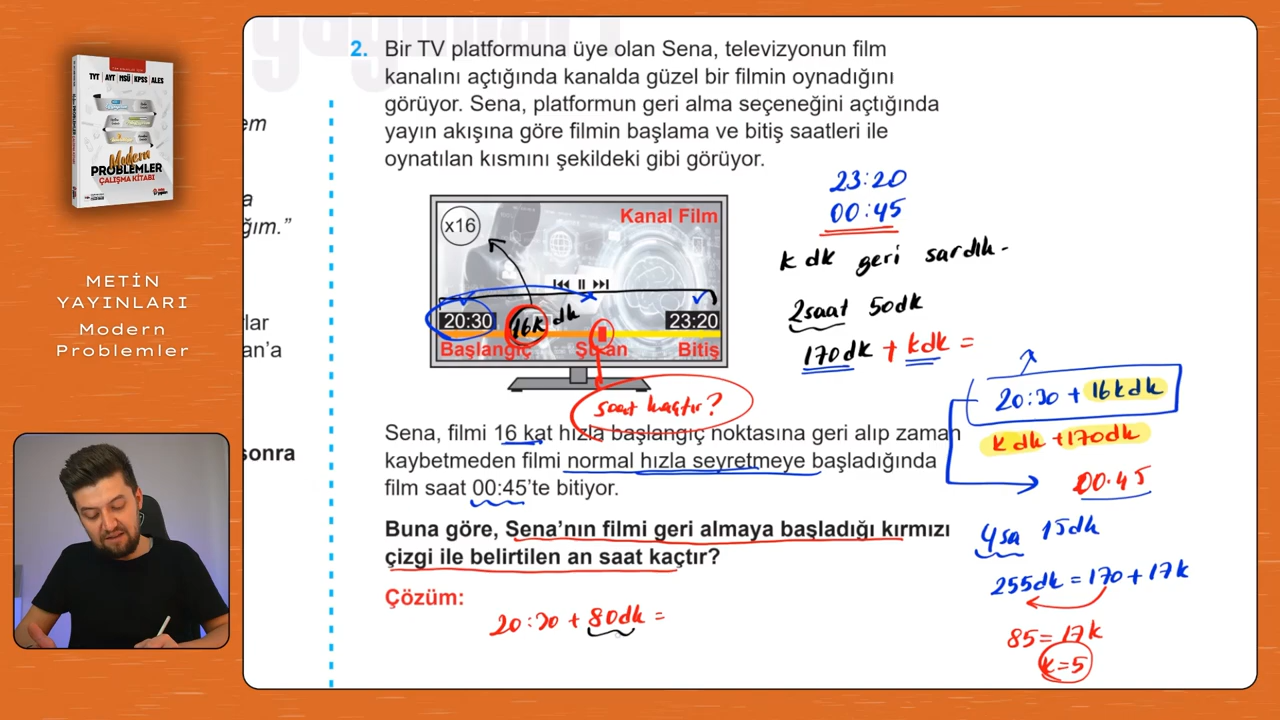 TYT | AYT | MSÜ | KPSS | ALES
Modern
PROBLEMLER
ÇALIŞMA KİTABI
METİN
YAYINLARI
Modern
Problemler
em
a
ğım.”
lar
an’a
sonra
2. Bir TV platformuna üye olan Sena, televizyonun film
kanalını açtığında kanalda güzel bir filmin oynadığını
görüyor. Sena, platformun geri alma seçeneğini açtığında
yayın akışına göre filmin başlama ve bitiş saatleri ile
oynatılan kısmını şekildeki gibi görüyor.
x16
Kanal Film
20:30
16k dk
23:20
Başlangıç
Bitiş
saat kaçtır?
Sena, filmi 16 kat hızla başlangıç noktasına geri alıp zaman
kaybetmeden filmi normal hızla seyretmeye başladığında
film saat 00:45’te bitiyor.
Buna göre, Sena’nın filmi geri almaya başladığı kırmızı
çizgi ile belirtilen an saat kaçtır?
Çözüm:
20:30 + 80dk =
23:20
00:45
k dk geri sardık.
2saat 50dk
170dk + kdk =
20:30 + 16kdk
k dk + 170dk
00.45
4sa 15dk
255dk = 170 + 17k
85 = 17k
k=5